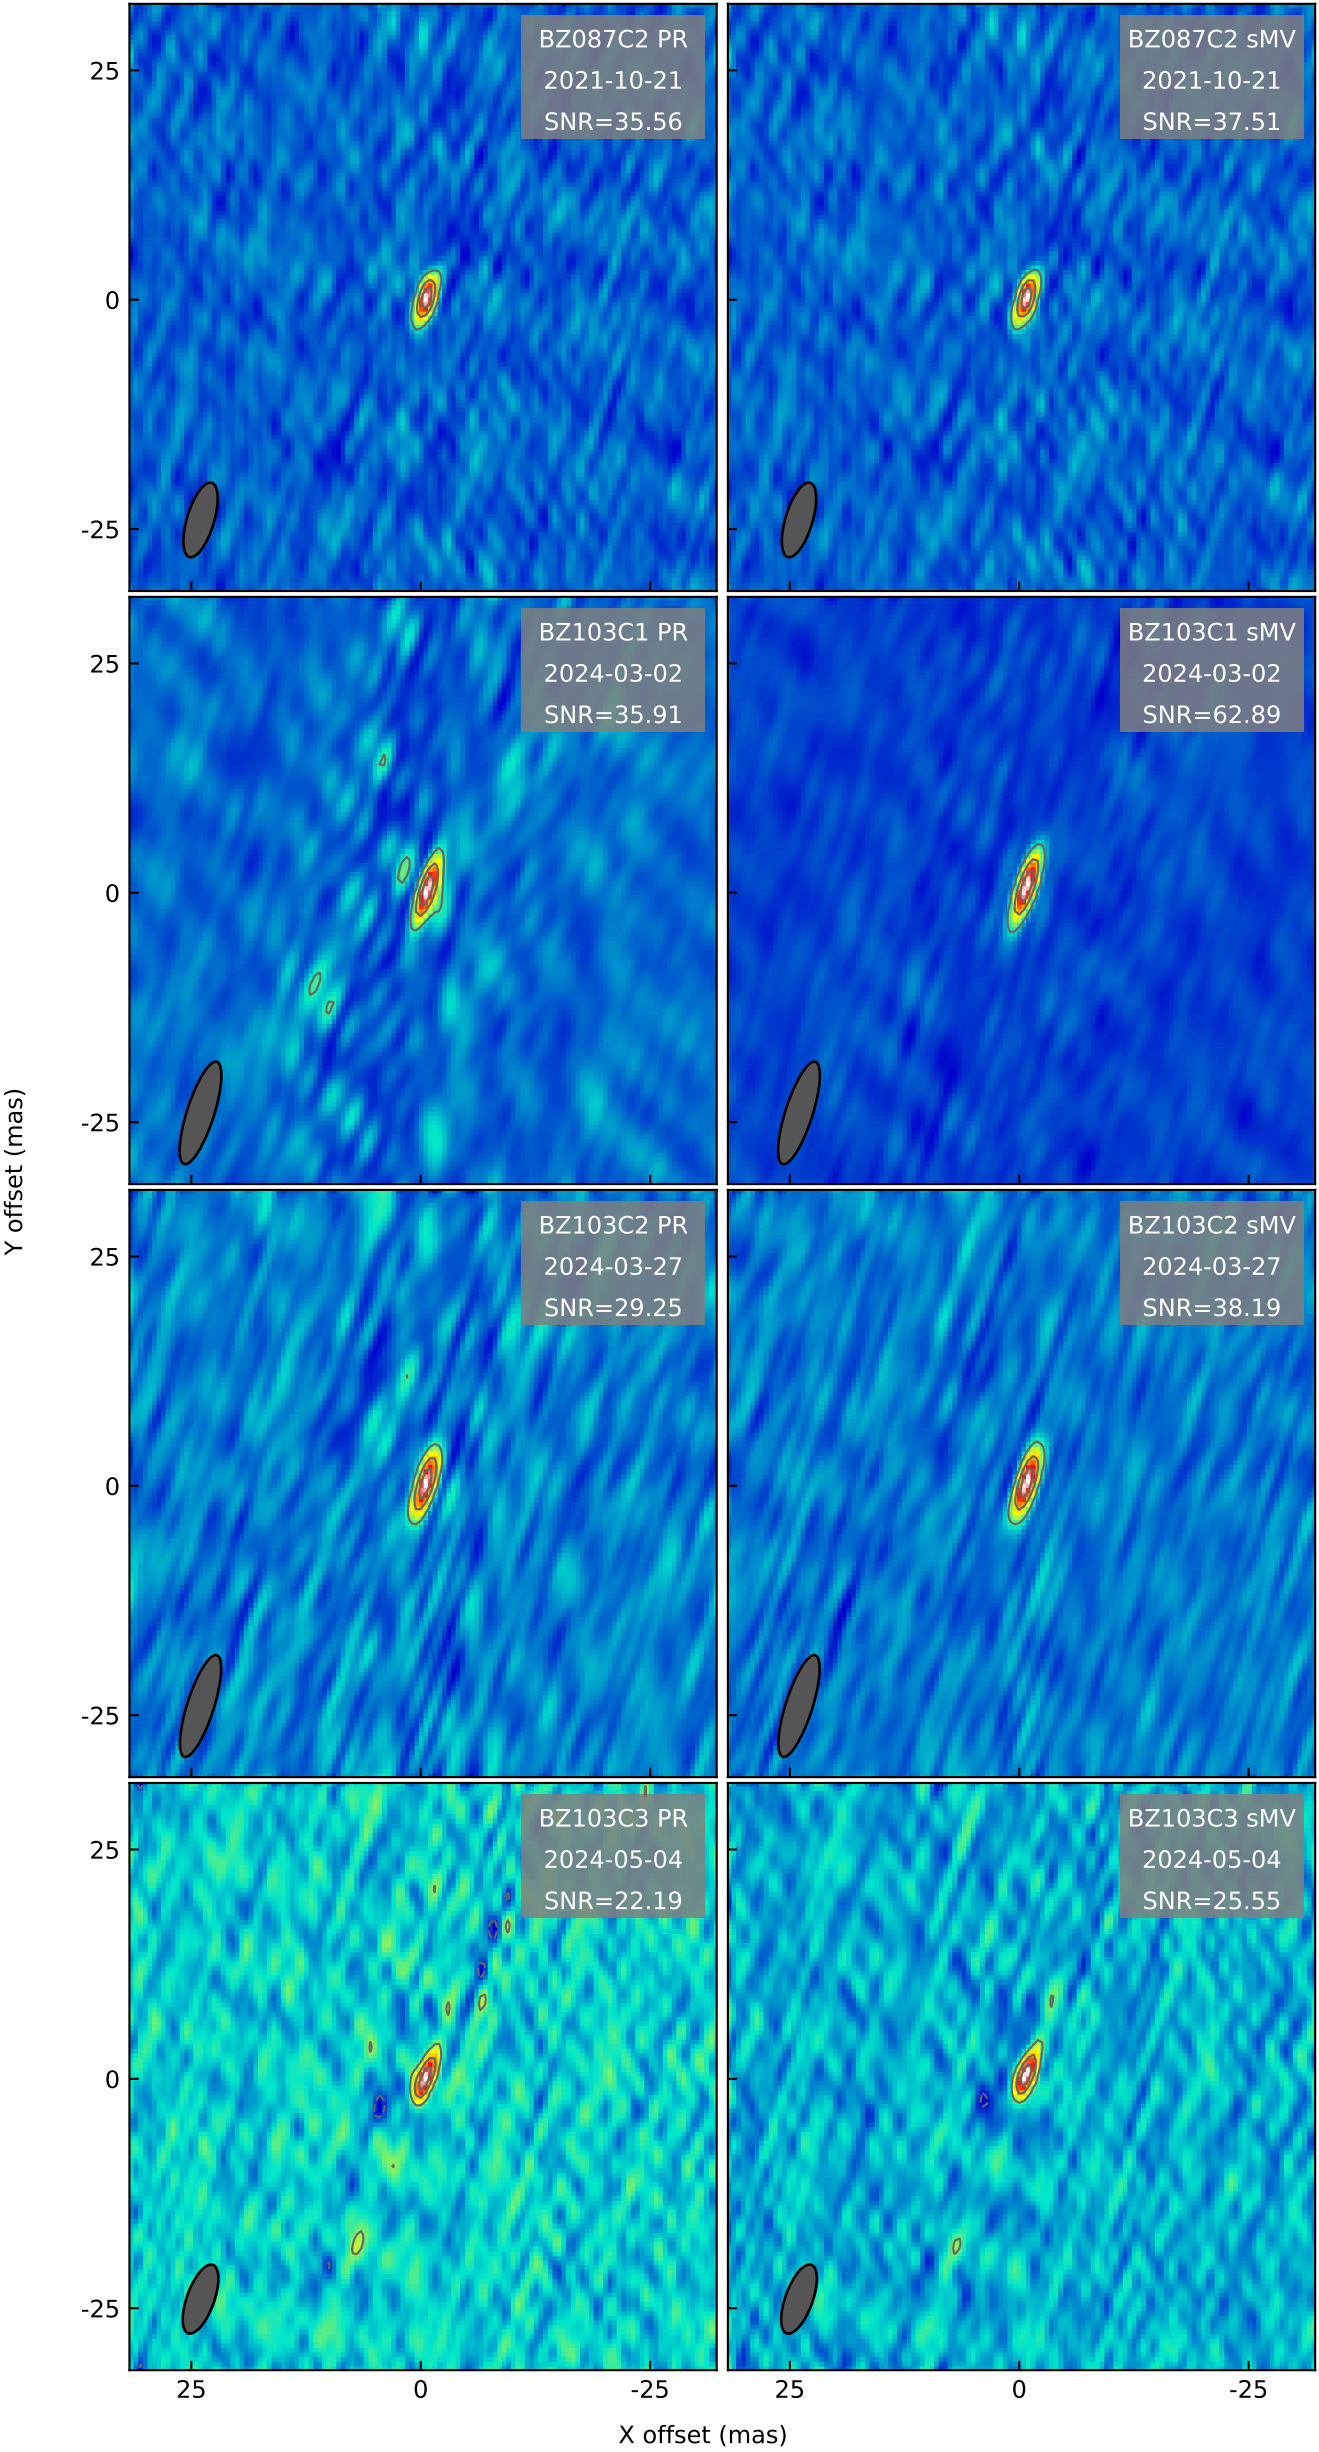 BZ087C2 PR
2021-10-21
SNR=35.56
BZ087C2 sMV
2021-10-21
SNR=37.51
25
0
-25
BZ103C1 PR
2024-03-02
SNR=35.91
BZ103C1 sMV
2024-03-02
SNR=62.89
25
0
-25
Y offset (mas)
BZ103C2 PR
2024-03-27
SNR=29.25
BZ103C2 sMV
2024-03-27
SNR=38.19
25
0
-25
BZ103C3 PR
2024-05-04
SNR=22.19
BZ103C3 sMV
2024-05-04
SNR=25.55
25
0
-25
25 0 -25 25 0 -25
X offset (mas)